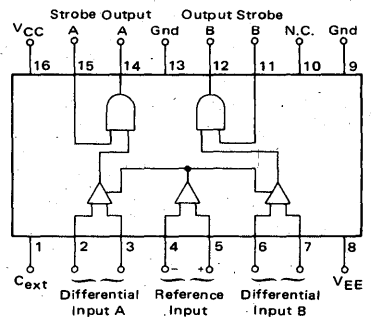 Strobe Output Output Strobe
VCC A A Gnd B B N.C. Gnd
16 15 14 13 12 11 10 9
1 2 3 4 5 6 7 8
- +
Cext Differential Input A Reference Input Differential Input B VEE